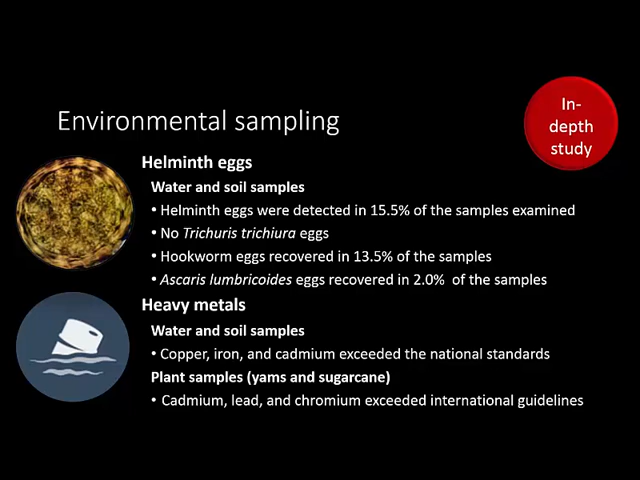 Environmental sampling
In-
depth
study
Helminth eggs
Water and soil samples
• Helminth eggs were detected in 15.5% of the samples examined
• No Trichuris trichiura eggs
• Hookworm eggs recovered in 13.5% of the samples
• Ascaris lumbricoides eggs recovered in 2.0% of the samples
Heavy metals
Water and soil samples
• Copper, iron, and cadmium exceeded the national standards
Plant samples (yams and sugarcane)
• Cadmium, lead, and chromium exceeded international guidelines